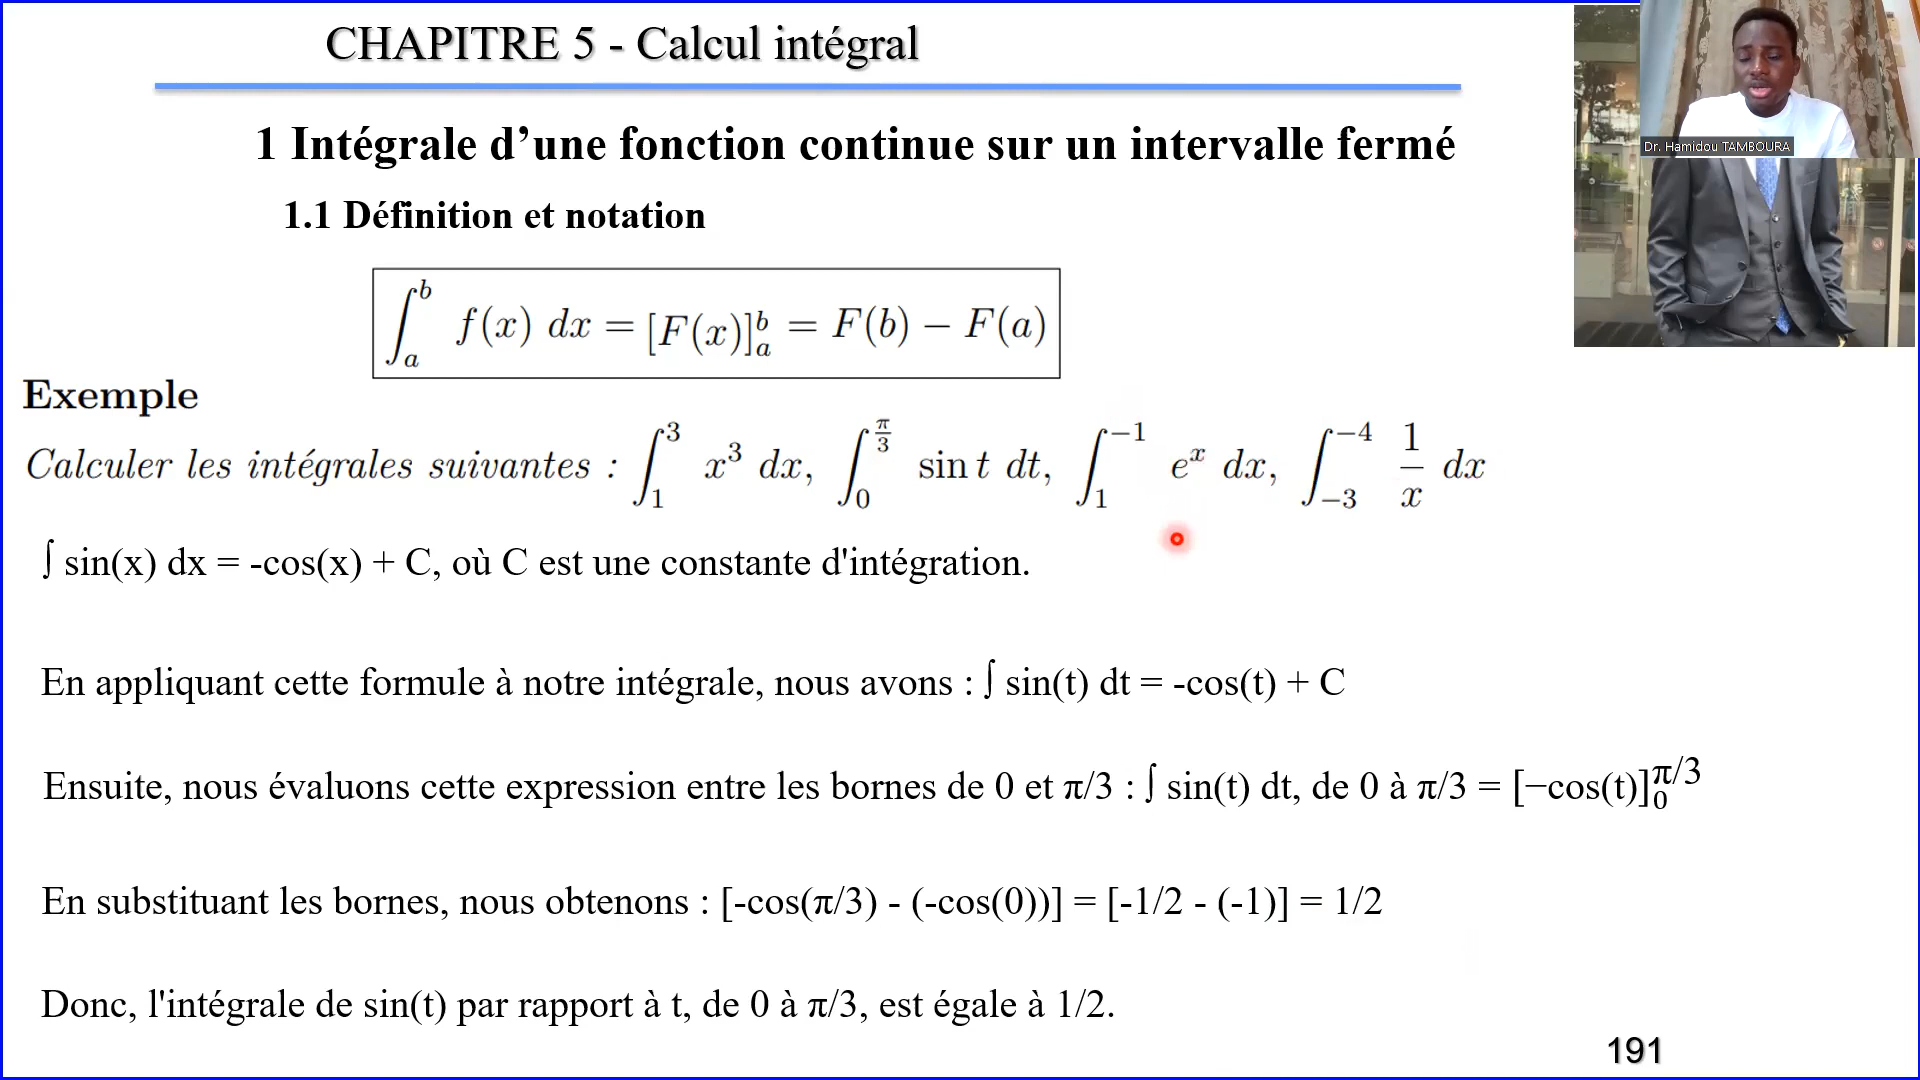 CHAPITRE 5 - Calcul intégral
Dr. Hamidou TAMBOURA
1 Intégrale d’une fonction continue sur un intervalle fermé
1.1 Définition et notation
∫_a^b f(x) dx = [F(x)]_a^b = F(b) − F(a)
Exemple
Calculer les intégrales suivantes : ∫_1^3 x³ dx, ∫_0^{π/3} sin t dt, ∫_1^{−1} eˣ dx, ∫_{−3}^{−4} 1/x dx
∫ sin(x) dx = -cos(x) + C, où C est une constante d'intégration.
En appliquant cette formule à notre intégrale, nous avons : ∫ sin(t) dt = -cos(t) + C
Ensuite, nous évaluons cette expression entre les bornes de 0 et π/3 : ∫ sin(t) dt, de 0 à π/3 = [−cos(t)]_0^{π/3}
En substituant les bornes, nous obtenons : [-cos(π/3) - (-cos(0))] = [-1/2 - (-1)] = 1/2
Donc, l'intégrale de sin(t) par rapport à t, de 0 à π/3, est égale à 1/2.
191